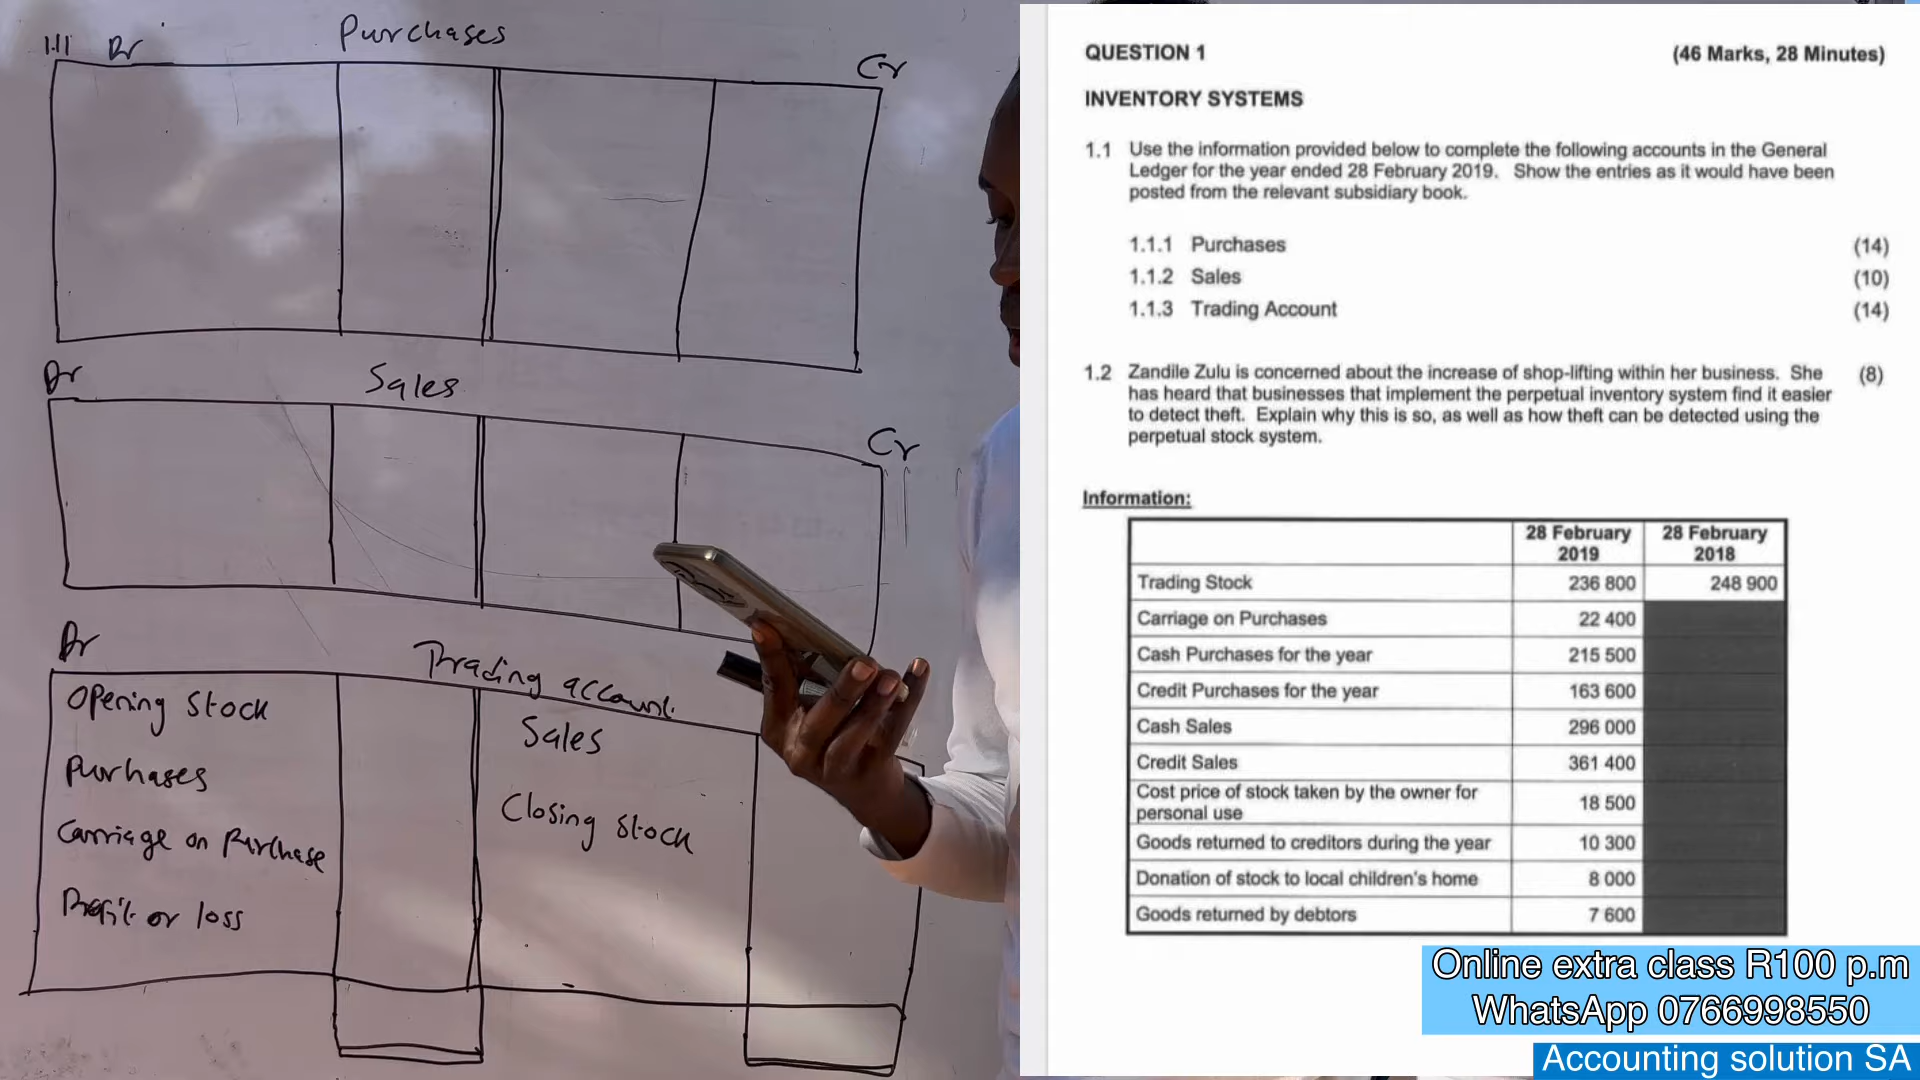 1.1.1 Dr Purchases Cr
Dr Sales Cr
Dr Trading account
Opening Stock
Purhases
Carriage on Purchase
Profit or loss
Sales
Closing stock
QUESTION 1 (46 Marks, 28 Minutes)
INVENTORY SYSTEMS
1.1 Use the information provided below to complete the following accounts in the General
Ledger for the year ended 28 February 2019. Show the entries as it would have been
posted from the relevant subsidiary book.
1.1.1 Purchases (14)
1.1.2 Sales (10)
1.1.3 Trading Account (14)
1.2 Zandile Zulu is concerned about the increase of shop-lifting within her business. She (8)
has heard that businesses that implement the perpetual inventory system find it easier
to detect theft. Explain why this is so, as well as how theft can be detected using the
perpetual stock system.
Information:
28 February 28 February
2019 2018
Trading Stock 236 800 248 900
Carriage on Purchases 22 400
Cash Purchases for the year 215 500
Credit Purchases for the year 163 600
Cash Sales 296 000
Credit Sales 361 400
Cost price of stock taken by the owner for
personal use 18 500
Goods returned to creditors during the year 10 300
Donation of stock to local children's home 8 000
Goods returned by debtors 7 600
Online extra class R100 p.m
WhatsApp 0766998550
Accounting solution SA